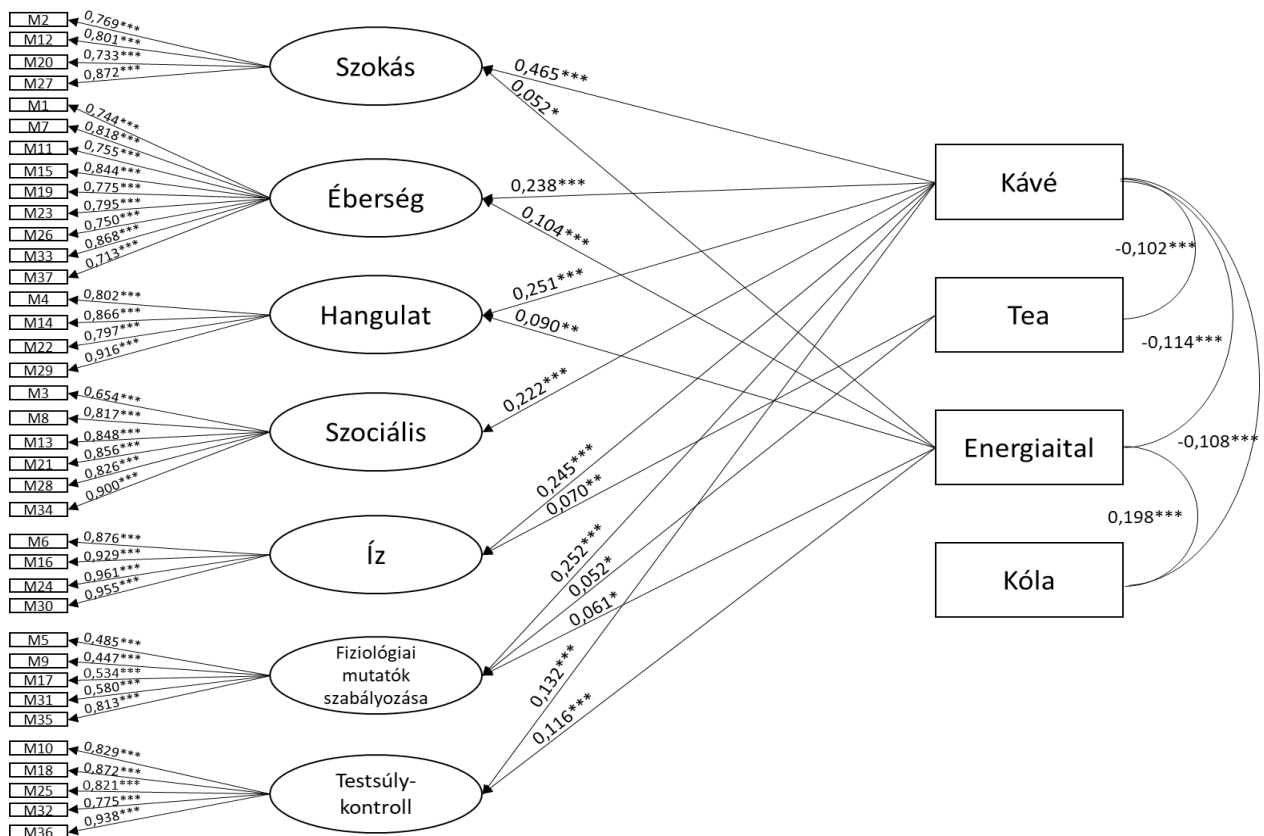 M2
M12
M20
M27
0,769***
0,801***
0,733***
0,872***
Szokás
M1
M7
M11
M15
M19
M23
M26
M33
M37
0,744***
0,818***
0,755***
0,844***
0,775***
0,795***
0,750***
0,868***
0,713***
Éberség
M4
M14
M22
M29
0,802***
0,866***
0,797***
0,916***
Hangulat
M3
M8
M13
M21
M28
M34
0,654***
0,817***
0,848***
0,856***
0,826***
0,900***
Szociális
M6
M16
M24
M30
0,876***
0,929***
0,961***
0,955***
Íz
M5
M9
M17
M31
M35
0,485***
0,447***
0,534***
0,580***
0,813***
Fiziológiai
mutatók
szabályozása
M10
M18
M25
M32
M36
0,829***
0,872***
0,821***
0,775***
0,938***
Testsúly-
kontroll
0,465***
0,052*
0,238***
0,104***
0,251***
0,090**
0,222***
0,245***
0,070**
0,252***
0,052*
0,061*
0,132***
0,116***
Kávé
Tea
Energiaital
Kóla
-0,102***
-0,114***
-0,108***
0,198***